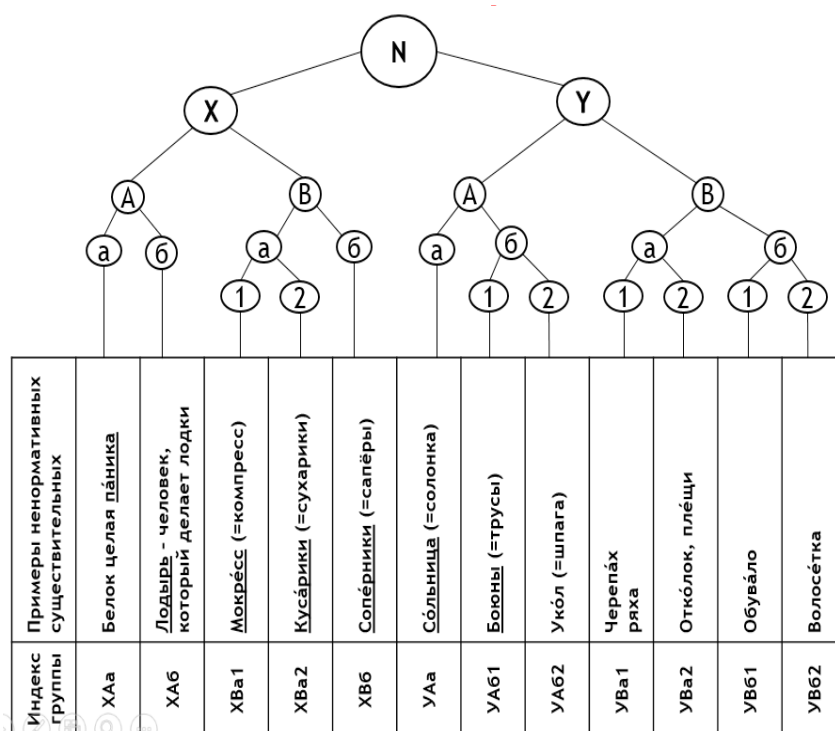 N
X
Y
А
В
А
В
а
б
а
б
а
б
а
б
1
2
1
2
1
2
1
2
Примеры ненормативных
существительных
Белок целая па́ника
Лодырь - человек,
который делает лодки
Мокре́сс (=компресс)
Куса́рики (=сухарики)
Сопе́рники (=сапёры)
Со́льница (=солонка)
Боюны (=трусы)
Уко́л (=шпага)
Черепа́х
ряха
Отко́лок, пле́щи
Обува́ло
Волосе́тка
Индекс
группы
ХАа
ХАб
ХВа1
ХВа2
ХВб
УАа
УАб1
УАб2
УВа1
УВа2
УВб1
УВб2